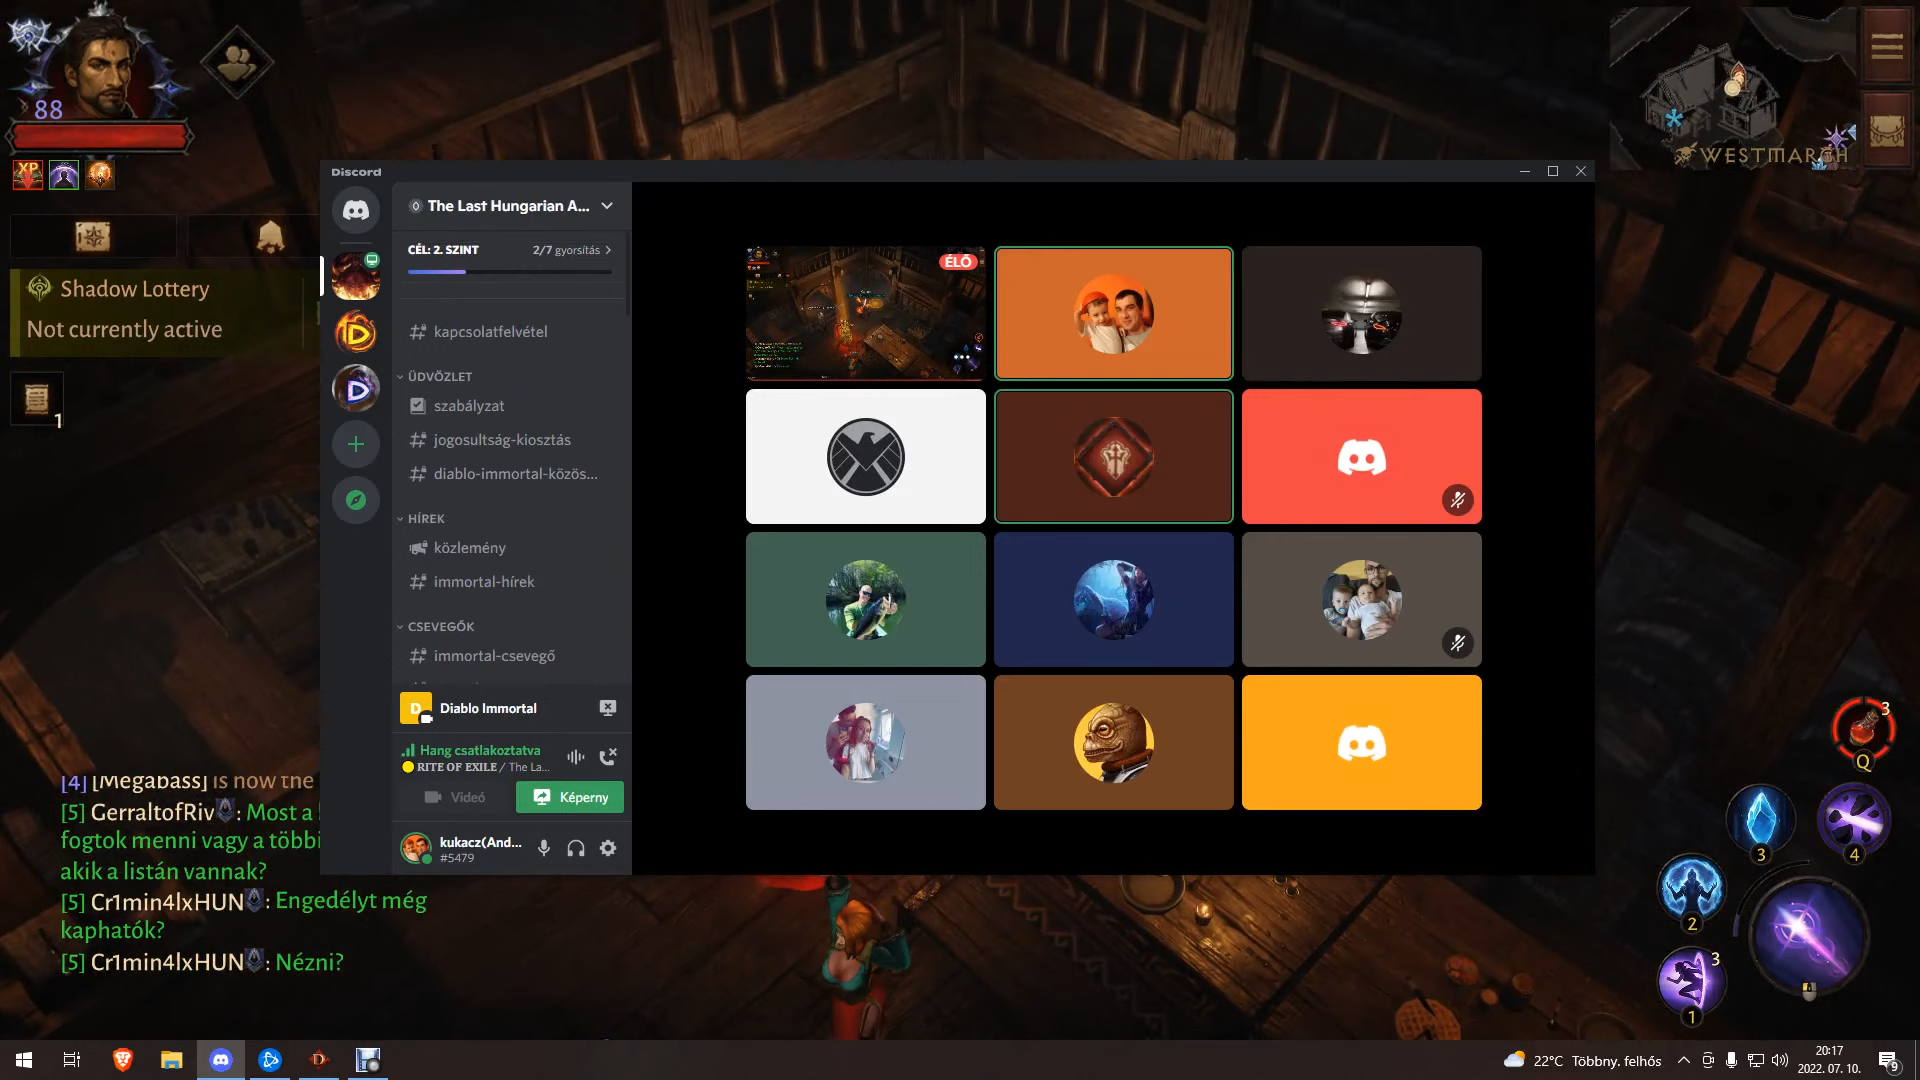 88
XP
Shadow Lottery
Not currently active
1
WESTMARCH
Discord
The Last Hungarian A...
CÉL: 2. SZINT
2/7 gyorsítás
kapcsolatfelvétel
ÜDVÖZLET
szabályzat
jogosultság-kiosztás
diablo-immortal-közös...
HÍREK
közlemény
immortal-hírek
CSEVEGŐK
immortal-csevegő
D
Diablo Immortal
Hang csatlakoztatva
RITE OF EXILE / The La...
Videó
Képerny
kukacz(And...
#5479
ÉLŐ
[4] [Megabass] is now the
[5] GerraltofRiv: Most a
fogtok menni vagy a többi
akik a listán vannak?
[5] Cr1min4lxHUN: Engedélyt még
kaphatók?
[5] Cr1min4lxHUN: Nézni?
3
Q
3
4
2
3
1
22°C Többny. felhős
20:17
2022. 07. 10.
9